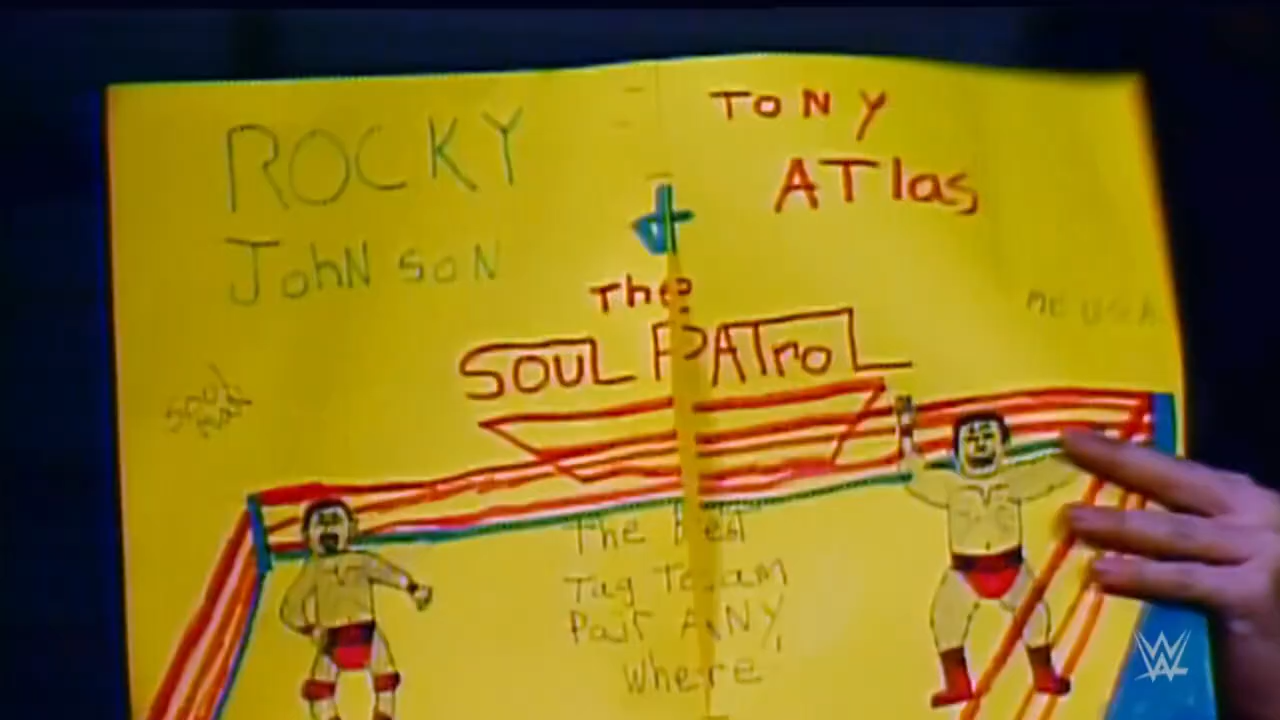 ROCKY
JohNsoN
ToNy
ATlas
&
The
SOUL PATroL
The Best
Tag Team
Pair ANY,
Where
W